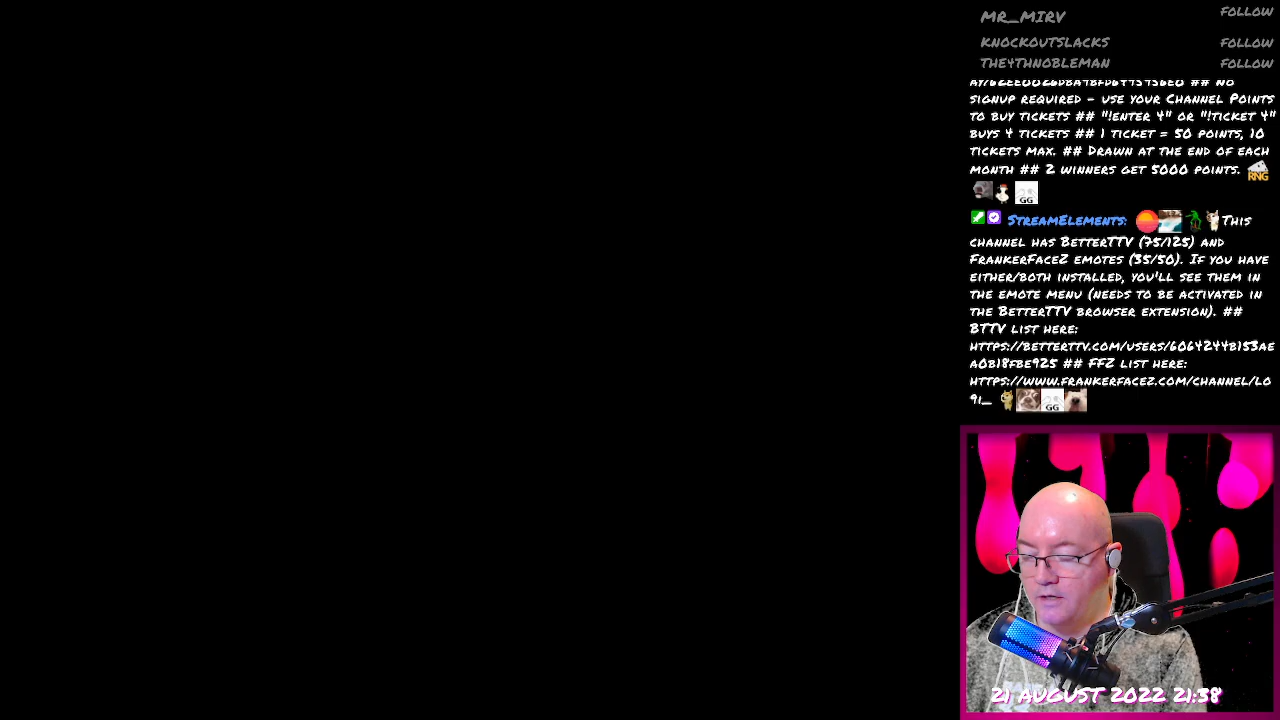 MR_MIRV FOLLOW
KNOCKOUTSLACKS FOLLOW
THE4THNOBLEMAN FOLLOW
SIGNUP REQUIRED - USE YOUR CHANNEL POINTS
TO BUY TICKETS ## "!ENTER 4" OR "!TICKET 4"
BUYS 4 TICKETS ## 1 TICKET = 50 POINTS, 10
TICKETS MAX. ## DRAWN AT THE END OF EACH
MONTH ## 2 WINNERS GET 5000 POINTS. RNG
GG
STREAMELEMENTS: THIS
CHANNEL HAS BETTERTTV (75/125) AND
FRANKERFACEZ EMOTES (35/50). IF YOU HAVE
EITHER/BOTH INSTALLED, YOU'LL SEE THEM IN
THE EMOTE MENU (NEEDS TO BE ACTIVATED IN
THE BETTERTTV BROWSER EXTENSION). ##
BTTV LIST HERE:
HTTPS://BETTERTTV.COM/USERS/6064244B153AE
A0B18FBE925 ## FFZ LIST HERE:
HTTPS://WWW.FRANKERFACEZ.COM/CHANNEL/LO
9I_ GG
21 AUGUST 2022 21:38